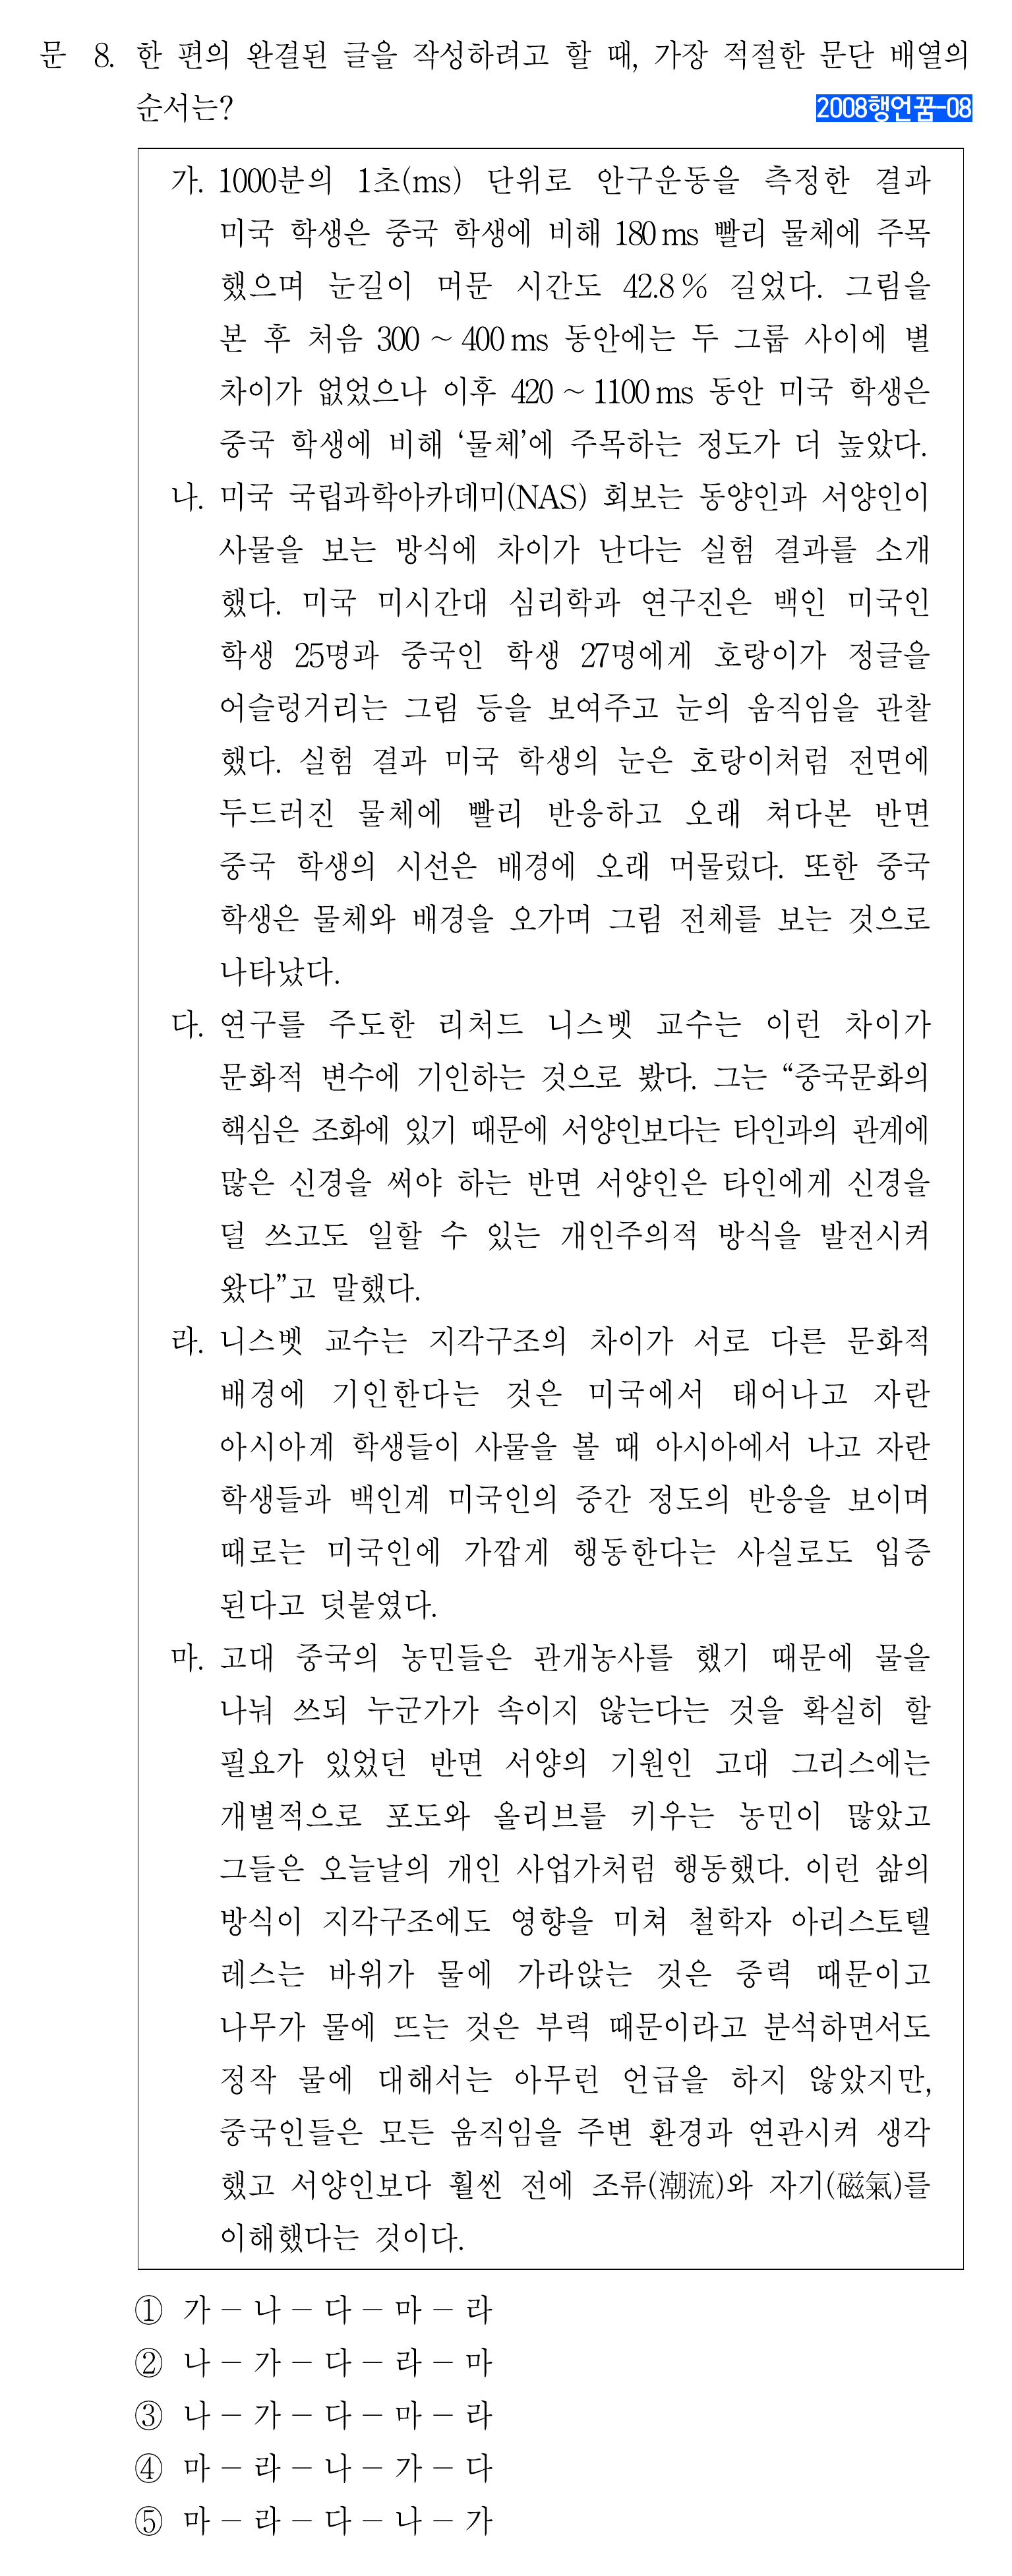 문 8. 한 편의 완결된 글을 작성하려고 할 때, 가장 적절한 문단 배열의
순서는?
2008행언꿈-08
가. 1000분의 1초(ms) 단위로 안구운동을 측정한 결과
미국 학생은 중국 학생에 비해 180 ms 빨리 물체에 주목
했으며 눈길이 머문 시간도 42.8 % 길었다. 그림을
본 후 처음 300 ~ 400 ms 동안에는 두 그룹 사이에 별
차이가 없었으나 이후 420 ~ 1100 ms 동안 미국 학생은
중국 학생에 비해 ‘물체’에 주목하는 정도가 더 높았다.
나. 미국 국립과학아카데미(NAS) 회보는 동양인과 서양인이
사물을 보는 방식에 차이가 난다는 실험 결과를 소개
했다. 미국 미시간대 심리학과 연구진은 백인 미국인
학생 25명과 중국인 학생 27명에게 호랑이가 정글을
어슬렁거리는 그림 등을 보여주고 눈의 움직임을 관찰
했다. 실험 결과 미국 학생의 눈은 호랑이처럼 전면에
두드러진 물체에 빨리 반응하고 오래 쳐다본 반면
중국 학생의 시선은 배경에 오래 머물렀다. 또한 중국
학생은 물체와 배경을 오가며 그림 전체를 보는 것으로
나타났다.
다. 연구를 주도한 리처드 니스벳 교수는 이런 차이가
문화적 변수에 기인하는 것으로 봤다. 그는 “중국문화의
핵심은 조화에 있기 때문에 서양인보다는 타인과의 관계에
많은 신경을 써야 하는 반면 서양인은 타인에게 신경을
덜 쓰고도 일할 수 있는 개인주의적 방식을 발전시켜
왔다”고 말했다.
라. 니스벳 교수는 지각구조의 차이가 서로 다른 문화적
배경에 기인한다는 것은 미국에서 태어나고 자란
아시아계 학생들이 사물을 볼 때 아시아에서 나고 자란
학생들과 백인계 미국인의 중간 정도의 반응을 보이며
때로는 미국인에 가깝게 행동한다는 사실로도 입증
된다고 덧붙였다.
마. 고대 중국의 농민들은 관개농사를 했기 때문에 물을
나눠 쓰되 누군가가 속이지 않는다는 것을 확실히 할
필요가 있었던 반면 서양의 기원인 고대 그리스에는
개별적으로 포도와 올리브를 키우는 농민이 많았고
그들은 오늘날의 개인 사업가처럼 행동했다. 이런 삶의
방식이 지각구조에도 영향을 미쳐 철학자 아리스토텔
레스는 바위가 물에 가라앉는 것은 중력 때문이고
나무가 물에 뜨는 것은 부력 때문이라고 분석하면서도
정작 물에 대해서는 아무런 언급을 하지 않았지만,
중국인들은 모든 움직임을 주변 환경과 연관시켜 생각
했고 서양인보다 훨씬 전에 조류(潮流)와 자기(磁氣)를
이해했다는 것이다.
① 가 - 나 - 다 - 마 - 라
② 나 - 가 - 다 - 라 - 마
③ 나 - 가 - 다 - 마 - 라
④ 마 - 라 - 나 - 가 - 다
⑤ 마 - 라 - 다 - 나 - 가